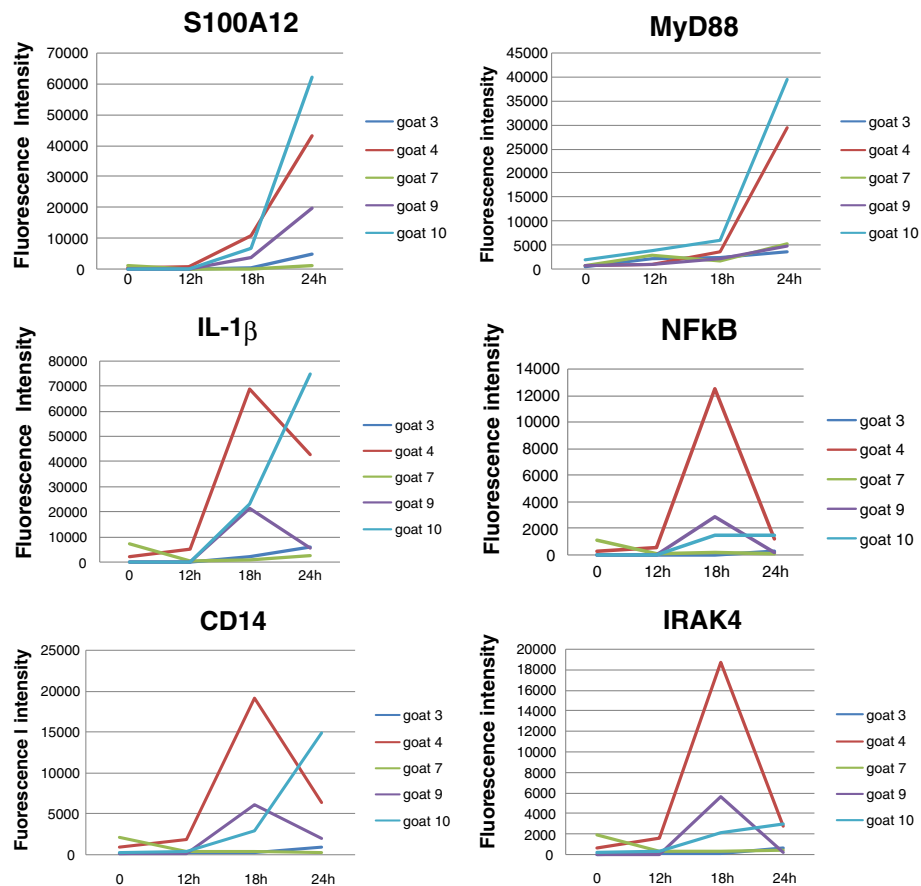 S100A12
Fluorescence Intensity
70000
60000
50000
40000
30000
20000
10000
0
0 12h 18h 24h
goat 3
goat 4
goat 7
goat 9
goat 10
MyD88
Fluorescence intensity
45000
40000
35000
30000
25000
20000
15000
10000
5000
0
0 12h 18h 24h
goat 3
goat 4
goat 7
goat 9
goat 10
IL-1β
Fluorescence Intensity
80000
70000
60000
50000
40000
30000
20000
10000
0
0 12h 18h 24h
goat 3
goat 4
goat 7
goat 9
goat 10
NFkB
Fluorescence intensity
14000
12000
10000
8000
6000
4000
2000
0
0 12h 18h 24h
goat 3
goat 4
goat 7
goat 9
goat 10
CD14
Fluorescence I intensity
25000
20000
15000
10000
5000
0
0 12h 18h 24h
goat 3
goat 4
goat 7
goat 9
goat 10
IRAK4
Fluorescence intensity
20000
18000
16000
14000
12000
10000
8000
6000
4000
2000
0
0 12h 18h 24h
goat 3
goat 4
goat 7
goat 9
goat 10